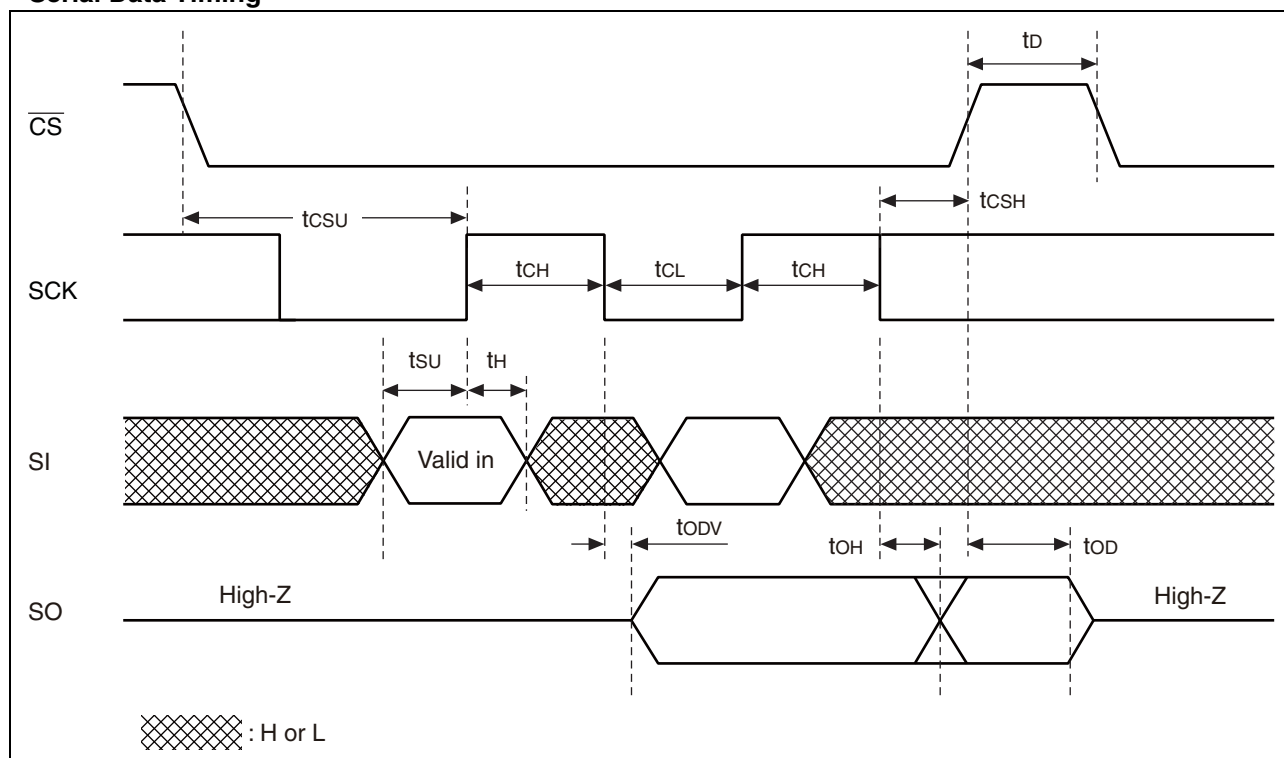 Serial Data Timing
tD
CS
tCSU
tCSH
SCK
tCH
tCL
tCH
tSU
tH
SI
Valid in
tODV
tOH
tOD
SO
High-Z
High-Z
: H or L